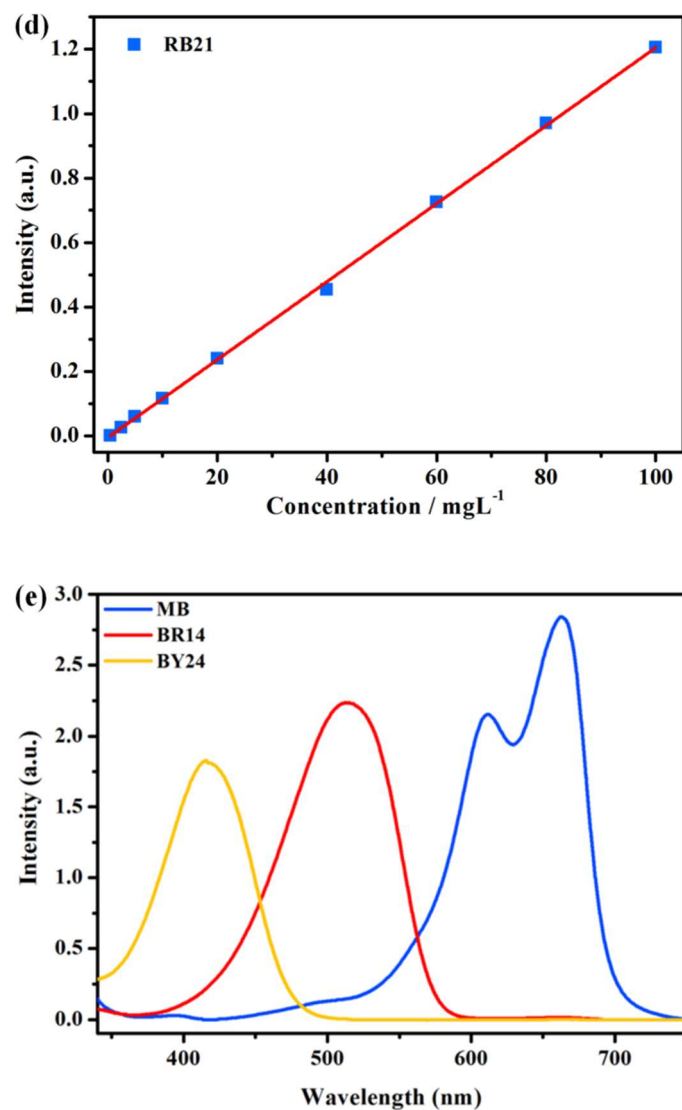 (d)
RB21
1.2
1.0
0.8
0.6
0.4
0.2
0.0
Intensity (a.u.)
0 20 40 60 80 100
Concentration / mgL⁻¹
(e)
MB
BR14
BY24
3.0
2.5
2.0
1.5
1.0
0.5
0.0
Intensity (a.u.)
400 500 600 700
Wavelength (nm)